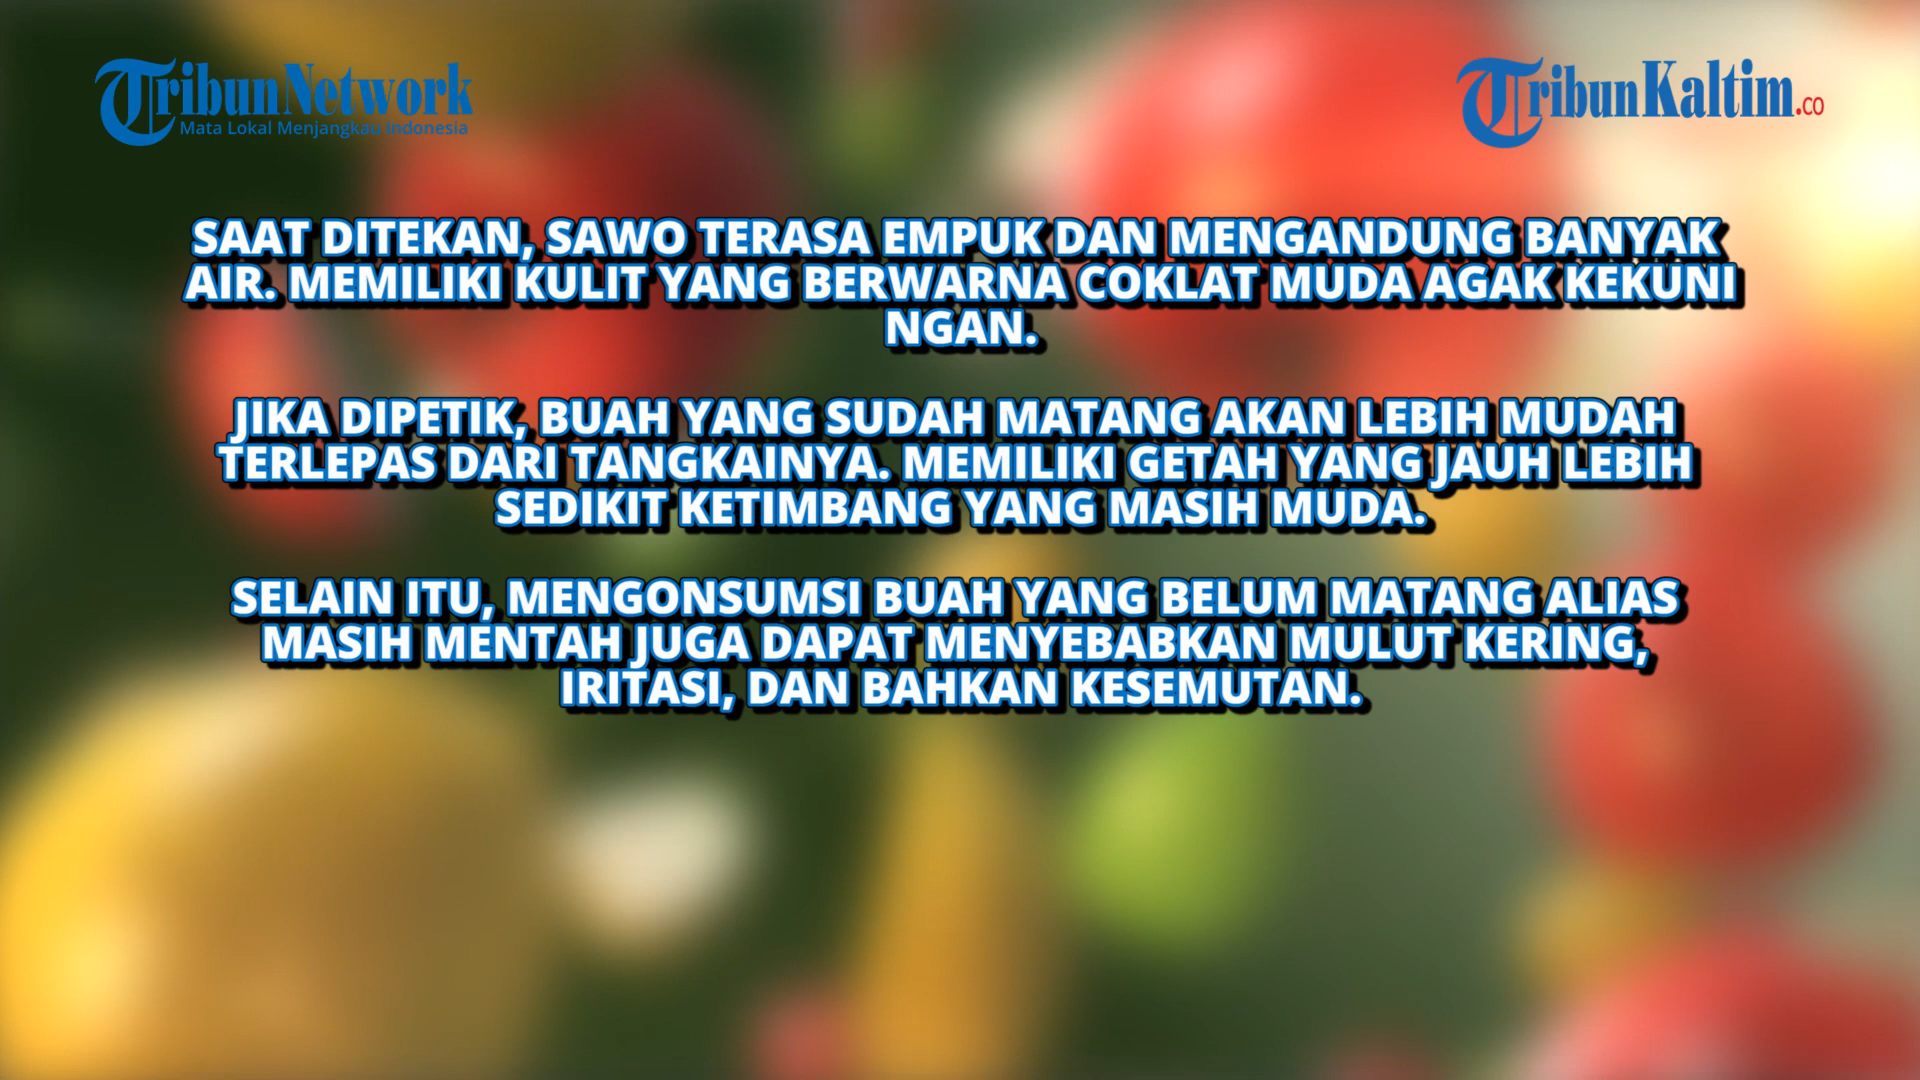 TribunNetwork
Mata Lokal Menjangkau Indonesia
TribunKaltim.co
SAAT DITEKAN, SAWO TERASA EMPUK DAN MENGANDUNG BANYAK
AIR. MEMILIKI KULIT YANG BERWARNA COKLAT MUDA AGAK KEKUNI
NGAN.
JIKA DIPETIK, BUAH YANG SUDAH MATANG AKAN LEBIH MUDAH
TERLEPAS DARI TANGKAINYA. MEMILIKI GETAH YANG JAUH LEBIH
SEDIKIT KETIMBANG YANG MASIH MUDA.
SELAIN ITU, MENGONSUMSI BUAH YANG BELUM MATANG ALIAS
MASIH MENTAH JUGA DAPAT MENYEBABKAN MULUT KERING,
IRITASI, DAN BAHKAN KESEMUTAN.